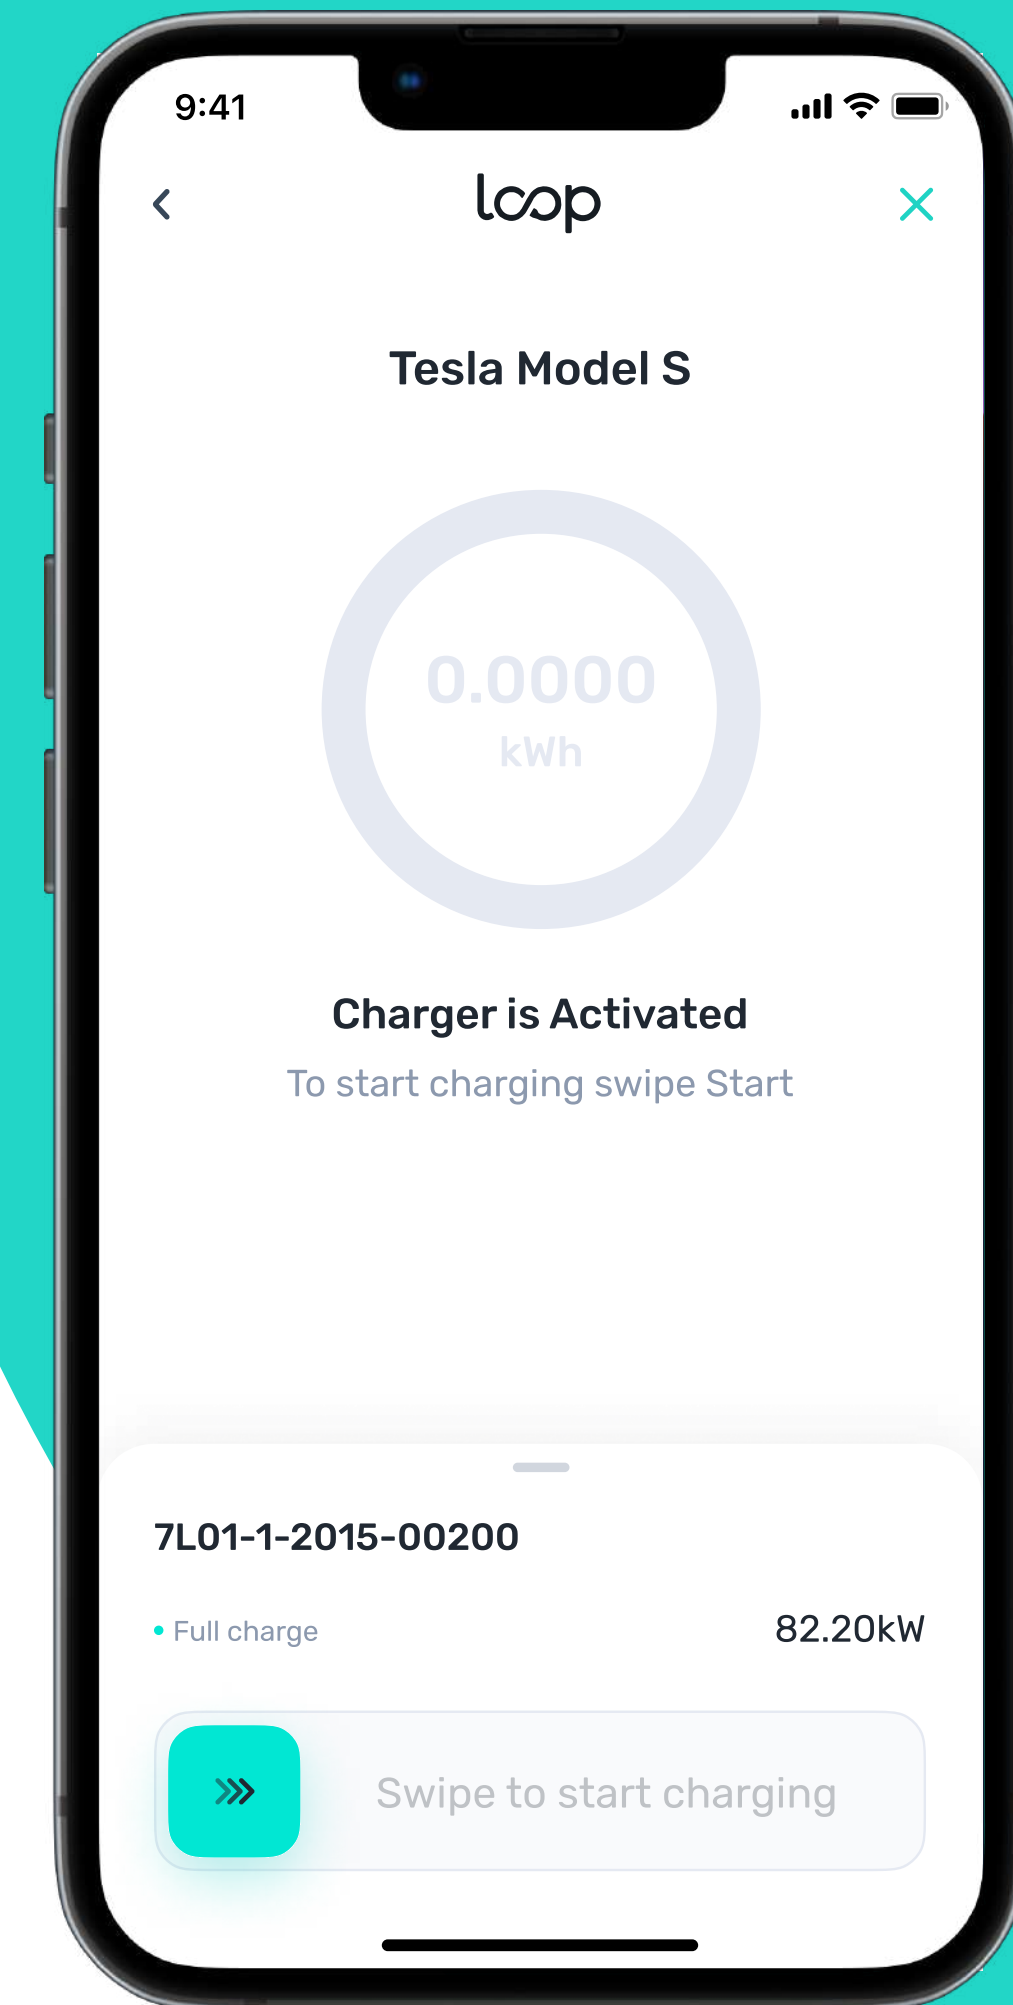 9:41
loop
Tesla Model S
0.0000
kWh
Charger is Activated
To start charging swipe Start
7L01-1-2015-00200
Full charge
82.20kW
Swipe to start charging